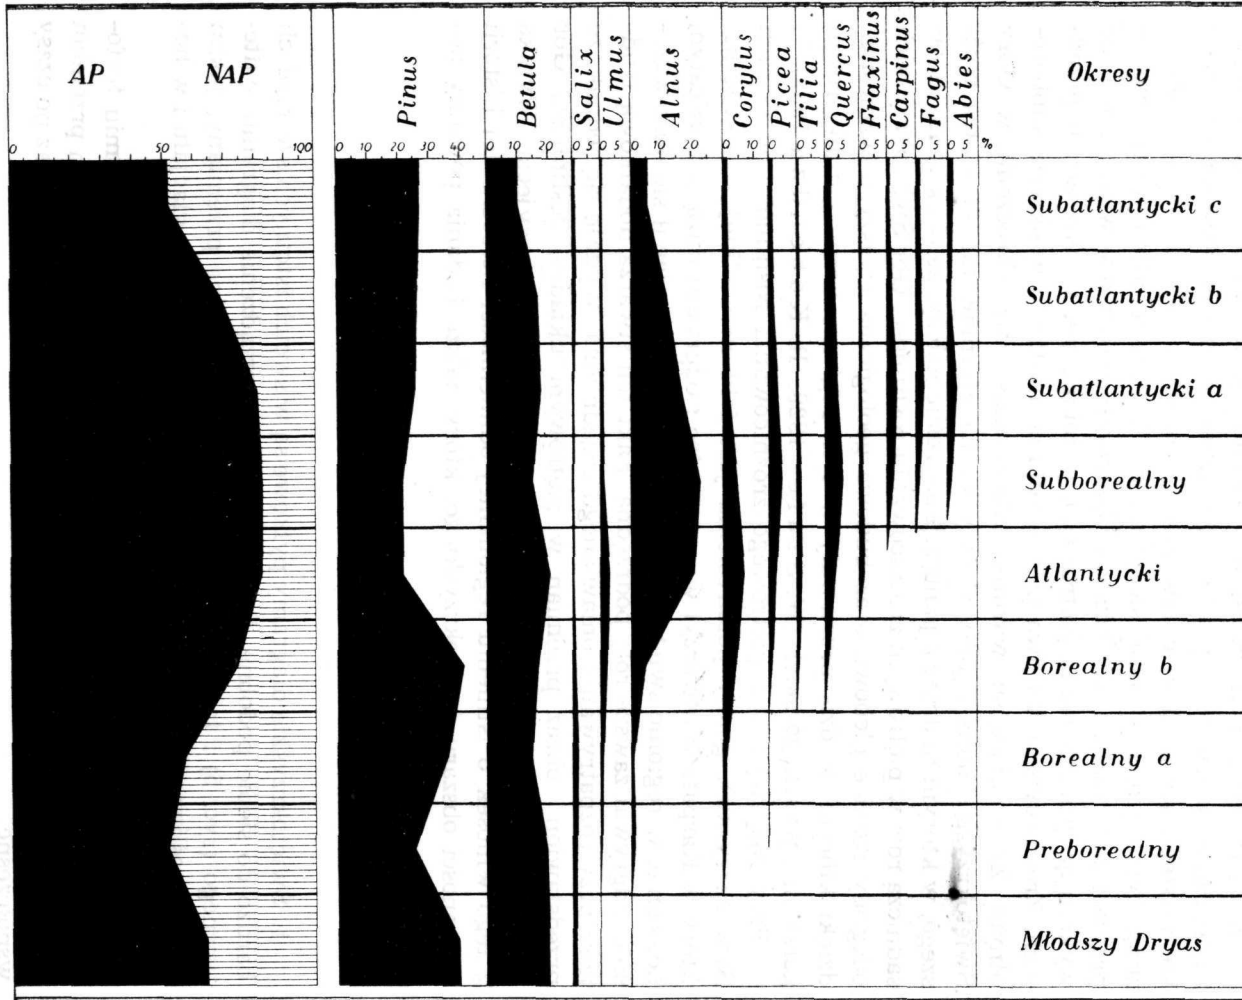 AP NAP Pinus Betula Salix Ulmus Alnus Corylus Picea Tilia Quercus Fraxinus Carpinus Fagus Abies Okresy
0 50 100 0 10 20 30 40 0 10 20 0 5 0 5 0 10 20 0 10 0 5 0 5 0 5 0 5 0 5 0 5 0 5 %
Subatlantycki c
Subatlantycki b
Subatlantycki a
Subborealny
Atlantycki
Borealny b
Borealny a
Preborealny
Młodszy Dryas